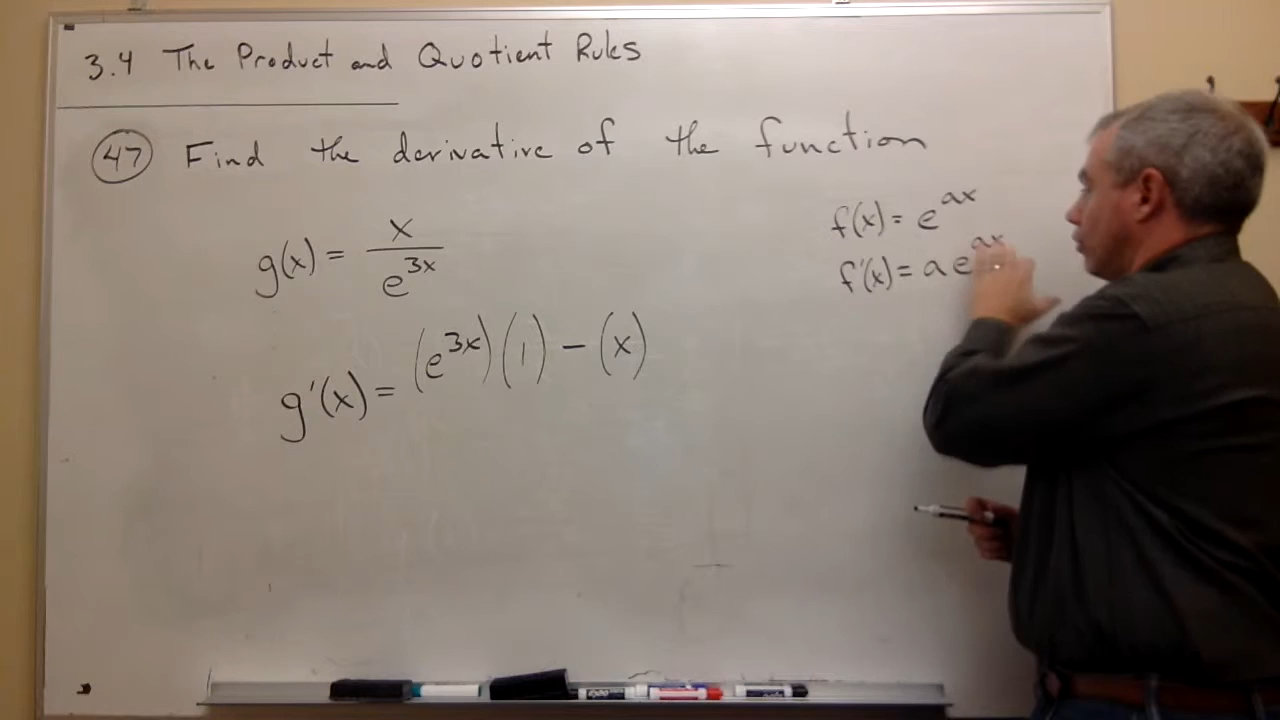 3.4 The Product and Quotient Rules
47 Find the derivative of the function
g(x) = x / e^{3x}
f(x) = e^{ax}
f'(x) = a e^{ax}
g'(x) = (e^{3x})(1) - (x)